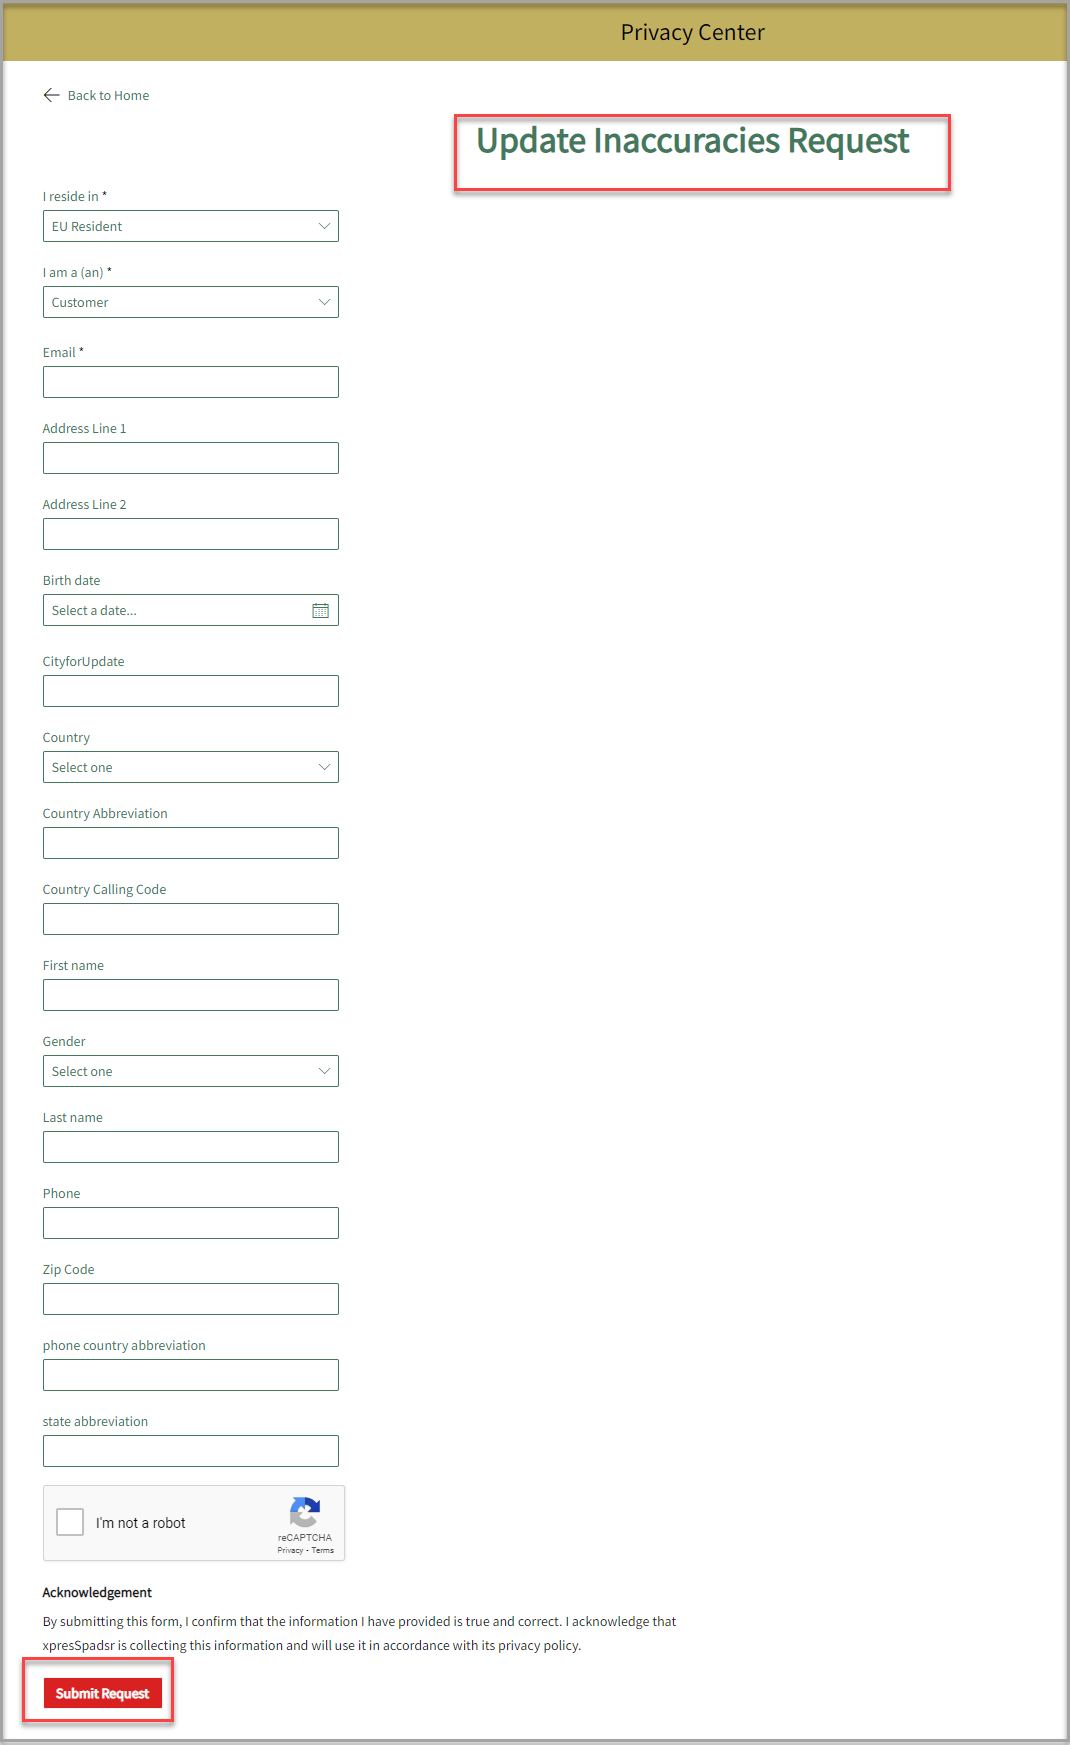 Privacy Center
Back to Home
Update Inaccuracies Request
I reside in *
EU Resident
I am a (an) *
Customer
Email *
Address Line 1
Address Line 2
Birth date
Select a date...
CityforUpdate
Country
Select one
Country Abbreviation
Country Calling Code
First name
Gender
Select one
Last name
Phone
Zip Code
phone country abbreviation
state abbreviation
I'm not a robot
reCAPTCHA
Privacy - Terms
Acknowledgement
By submitting this form, I confirm that the information I have provided is true and correct. I acknowledge that
xpresSpadsr is collecting this information and will use it in accordance with its privacy policy.
Submit Request